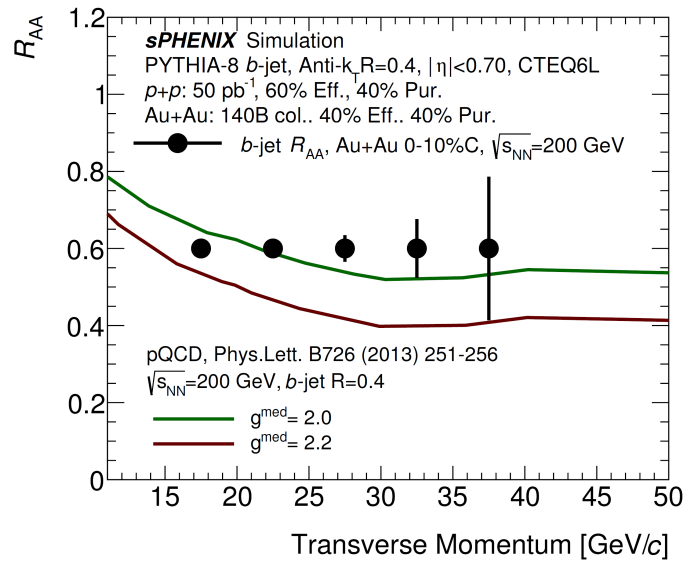 R_AA
1.2
1
0.8
0.6
0.4
0.2
0
sPHENIX Simulation
PYTHIA-8 b-jet, Anti-k_T R=0.4, |η|<0.70, CTEQ6L
p+p: 50 pb⁻¹, 60% Eff., 40% Pur.
Au+Au: 140B col.. 40% Eff.. 40% Pur.
b-jet R_AA, Au+Au 0-10%C, √s_NN=200 GeV
pQCD, Phys.Lett. B726 (2013) 251-256
√s_NN=200 GeV, b-jet R=0.4
g^med= 2.0
g^med= 2.2
15 20 25 30 35 40 45 50
Transverse Momentum [GeV/c]